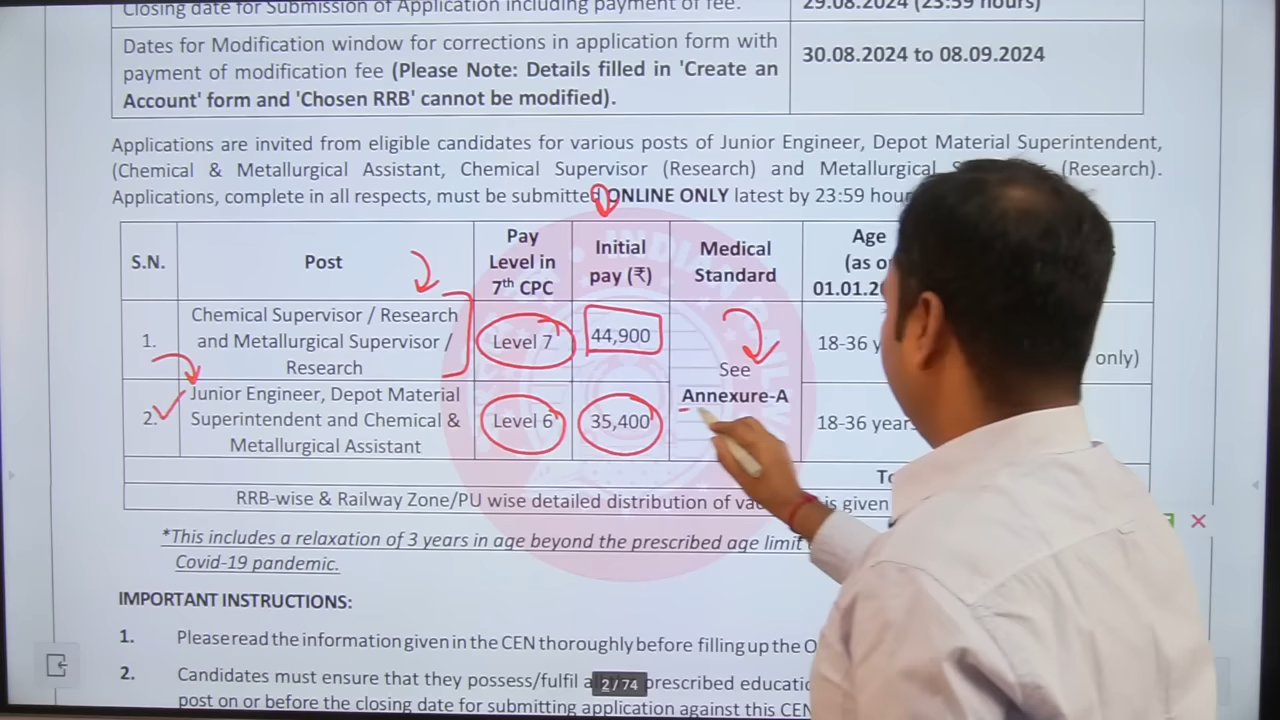 Closing date for Submission of Application including payment of fee.
29.08.2024 (23:59 hours)
Dates for Modification window for corrections in application form with
payment of modification fee (Please Note: Details filled in 'Create an
Account' form and 'Chosen RRB' cannot be modified).
30.08.2024 to 08.09.2024
Applications are invited from eligible candidates for various posts of Junior Engineer, Depot Material Superintendent,
(Chemical & Metallurgical Assistant, Chemical Supervisor (Research) and Metallurgical (Research).
Applications, complete in all respects, must be submitted ONLINE ONLY latest by 23:59
S.N.
Post
Pay
Level in
7th CPC
Initial
pay (₹)
Medical
Standard
Age
(as
1.
Chemical Supervisor / Research
and Metallurgical Supervisor /
Research
Level 7
44,900
18-36
only)
2.
Junior Engineer, Depot Material
Superintendent and Chemical &
Metallurgical Assistant
Level 6
35,400
See
Annexure-A
18-36 years
RRB-wise & Railway Zone/PU wise detailed distribution of is given
*This includes a relaxation of 3 years in age beyond the prescribed age limit
Covid-19 pandemic.
IMPORTANT INSTRUCTIONS:
1. Please read the information given in the CEN thoroughly before filling up the
2. Candidates must ensure that they possess/fulfil prescribed
post on or before the closing date for submitting application against this CEN
2 / 74